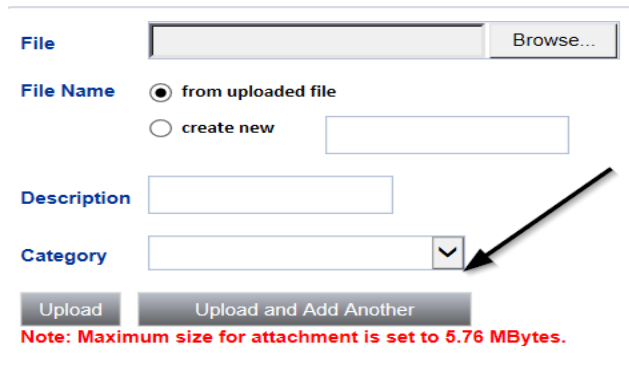 File Browse...
File Name from uploaded file
create new
Description
Category
Upload Upload and Add Another
Note: Maximum size for attachment is set to 5.76 MBytes.